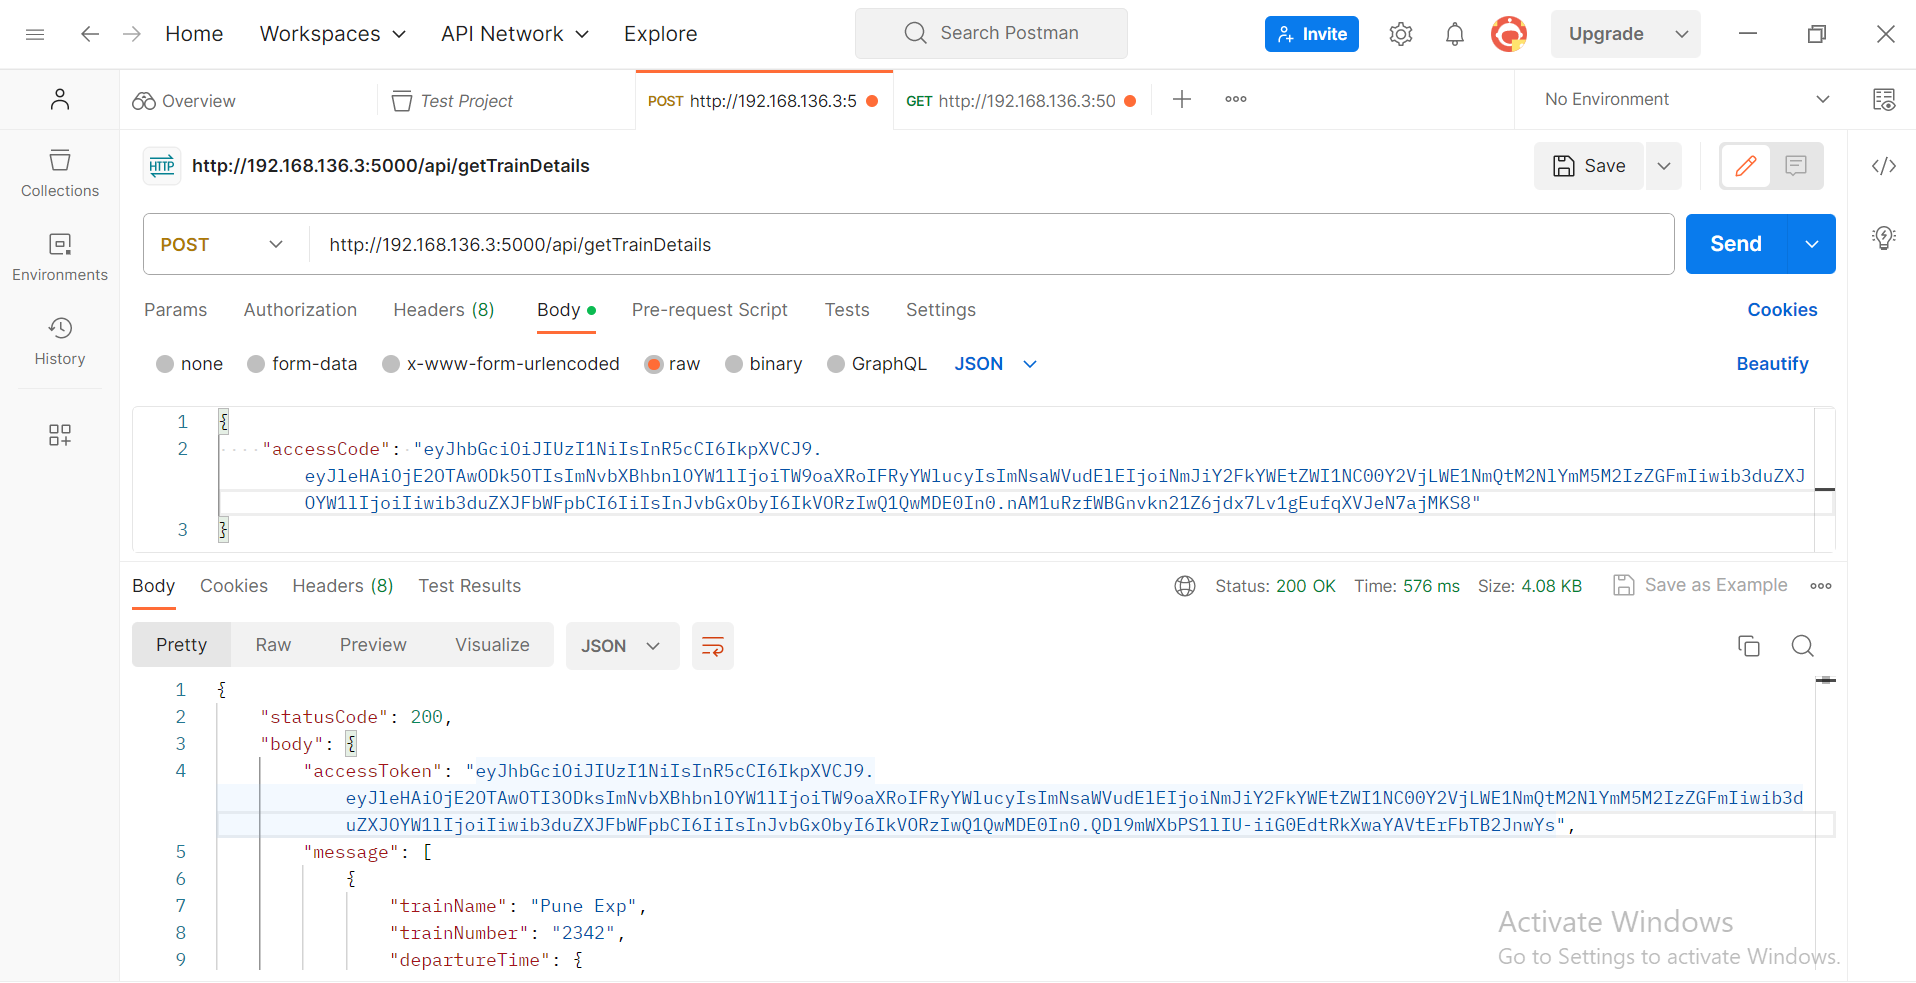 Home Workspaces API Network Explore Search Postman Invite Upgrade
Overview Test Project POST http://192.168.136.3:5 GET http://192.168.136.3:50 No Environment
HTTP http://192.168.136.3:5000/api/getTrainDetails Save
Collections
POST http://192.168.136.3:5000/api/getTrainDetails Send
Environments
Params Authorization Headers (8) Body Pre-request Script Tests Settings Cookies
History
none form-data x-www-form-urlencoded raw binary GraphQL JSON Beautify
1 {
2 "accessCode": "eyJhbGciOiJIUzI1NiIsInR5cCI6IkpXVCJ9.
eyJleHAiOjE2OTAwODk5OTIsImNvbXBhbnlOYW1lIjoiTW9oaXRoIFRyYWlucyIsImNsaWVudElEIjoiNmJiY2FkYWEtZWI1NC00Y2VjLWE1NmQtM2NlYmM5M2IzZGFmIiwib3duZXJ
OYW1lIjoiIiwib3duZXJFbWFpbCI6IiIsInJvbGxObyI6IkVORzIwQ1QwMDE0In0.nAM1uRzfWBGnvkn21Z6jdx7Lv1gEufqXVJeN7ajMKS8"
3 }
Body Cookies Headers (8) Test Results Status: 200 OK Time: 576 ms Size: 4.08 KB Save as Example
Pretty Raw Preview Visualize JSON
1 {
2 "statusCode": 200,
3 "body": {
4 "accessToken": "eyJhbGciOiJIUzI1NiIsInR5cCI6IkpXVCJ9.
eyJleHAiOjE2OTAwOTI3ODksImNvbXBhbnlOYW1lIjoiTW9oaXRoIFRyYWlucyIsImNsaWVudElEIjoiNmJiY2FkYWEtZWI1NC00Y2VjLWE1NmQtM2NlYmM5M2IzZGFmIiwib3d
uZXJOYW1lIjoiIiwib3duZXJFbWFpbCI6IiIsInJvbGxObyI6IkVORzIwQ1QwMDE0In0.QDl9mWXbPS1lIU-iiG0EdtRkXwaYAVtErFbTB2JnwYs",
5 "message": [
6 {
7 "trainName": "Pune Exp",
8 "trainNumber": "2342",
9 "departureTime": {
Activate Windows
Go to Settings to activate Windows.